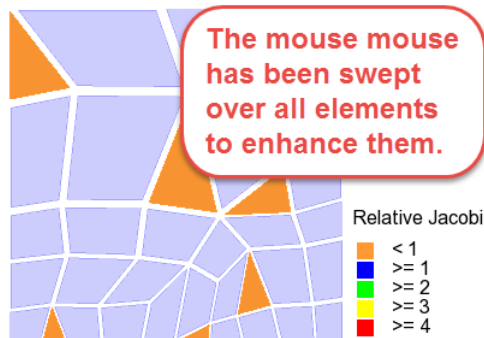 The mouse mouse
has been swept
over all elements
to enhance them.
Relative Jacobi
< 1
>= 1
>= 2
>= 3
>= 4